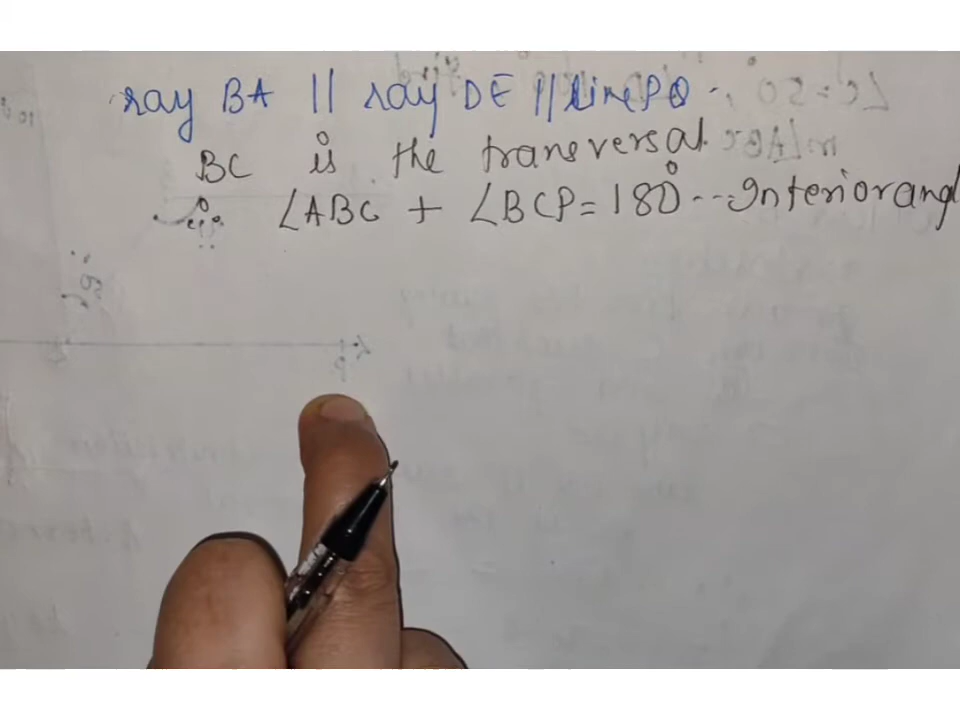 ray BA || ray DE || line PQ.
BC is the transversal.
∠ABC + ∠BCP = 180° --- Interior angl